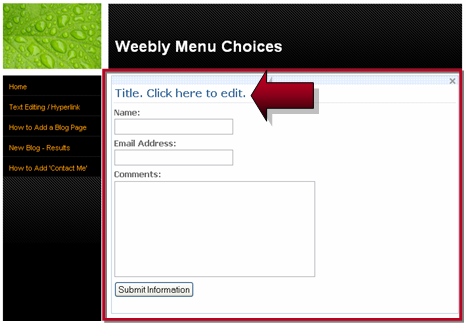 Weebly Menu Choices
Home
Text Editing / Hyperlink
How to Add a Blog Page
New Blog - Results
How to Add 'Contact Me'
Title. Click here to edit.
Name:
Email Address:
Comments:
Submit Information